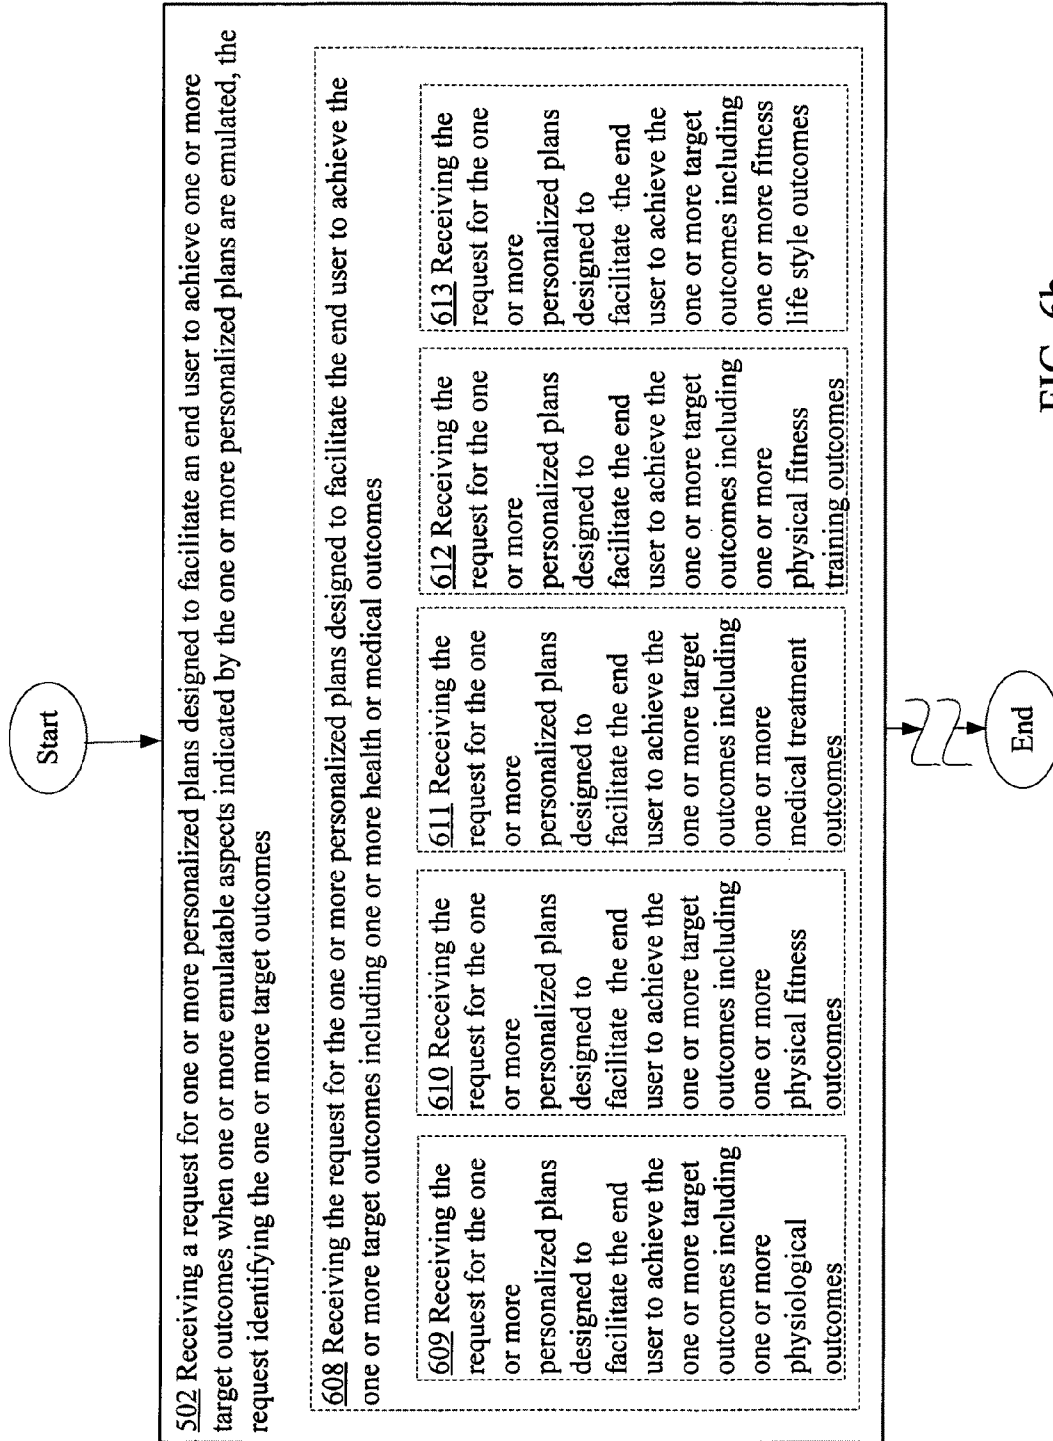 Start
502 Receiving a request for one or more personalized plans designed to facilitate an end user to achieve one or more
target outcomes when one or more emulatable aspects indicated by the one or more personalized plans are emulated, the
request identifying the one or more target outcomes
608 Receiving the request for the one or more personalized plans designed to facilitate the end user to achieve the
one or more target outcomes including one or more health or medical outcomes
609 Receiving the
request for the one
or more
personalized plans
designed to
facilitate the end
user to achieve the
one or more target
outcomes including
one or more
physiological
outcomes
610 Receiving the
request for the one
or more
personalized plans
designed to
facilitate the end
user to achieve the
one or more target
outcomes including
one or more
physical fitness
outcomes
611 Receiving the
request for the one
or more
personalized plans
designed to
facilitate the end
user to achieve the
one or more target
outcomes including
one or more
medical treatment
outcomes
612 Receiving the
request for the one
or more
personalized plans
designed to
facilitate the end
user to achieve the
one or more target
outcomes including
one or more
physical fitness
training outcomes
613 Receiving the
request for the one
or more
personalized plans
designed to
facilitate the end
user to achieve the
one or more target
outcomes including
one or more fitness
life style outcomes
End
FIG. 6b